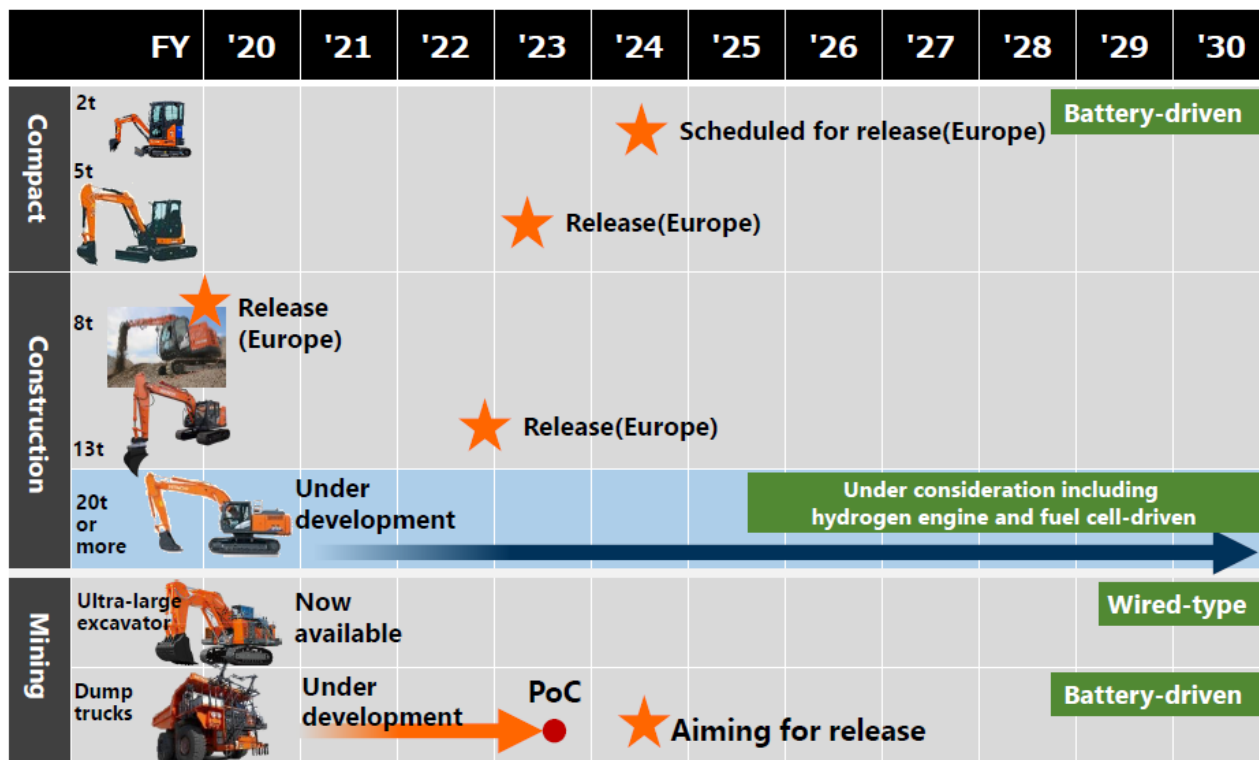 FY '20 '21 '22 '23 '24 '25 '26 '27 '28 '29 '30
Compact
2t
Scheduled for release(Europe)
Battery-driven
5t
Release(Europe)
Construction
8t
Release
(Europe)
13t
Release(Europe)
20t
or
more
Under
development
Under consideration including
hydrogen engine and fuel cell-driven
Mining
Ultra-large
excavator
Now
available
Wired-type
Dump
trucks
Under
development
PoC
Aiming for release
Battery-driven